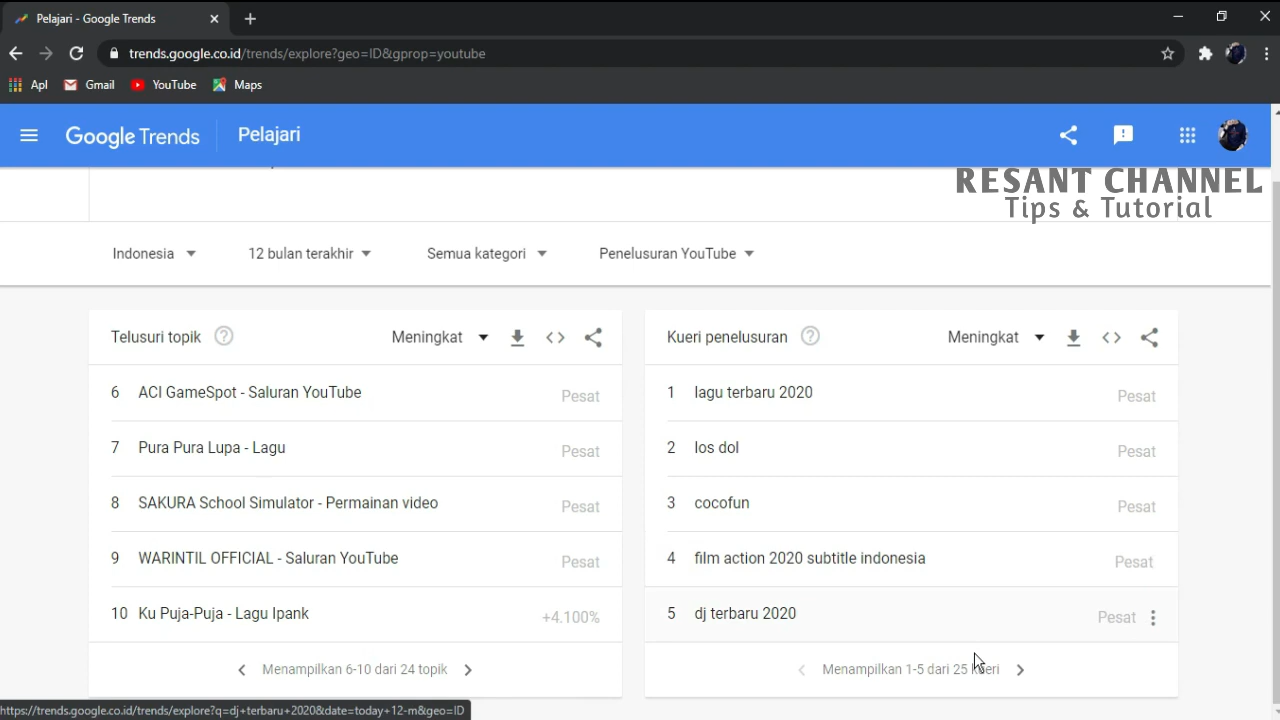 Pelajari - Google Trends
trends.google.co.id/trends/explore?geo=ID&gprop=youtube
Apl Gmail YouTube Maps
Google Trends Pelajari
RESANT CHANNEL
Tips & Tutorial
Indonesia 12 bulan terakhir Semua kategori Penelusuran YouTube
Telusuri topik ? Meningkat
6 ACI GameSpot - Saluran YouTube Pesat
7 Pura Pura Lupa - Lagu Pesat
8 SAKURA School Simulator - Permainan video Pesat
9 WARINTIL OFFICIAL - Saluran YouTube Pesat
10 Ku Puja-Puja - Lagu Ipank +4.100%
Menampilkan 6-10 dari 24 topik
Kueri penelusuran ? Meningkat
1 lagu terbaru 2020 Pesat
2 los dol Pesat
3 cocofun Pesat
4 film action 2020 subtitle indonesia Pesat
5 dj terbaru 2020 Pesat
Menampilkan 1-5 dari 25 kueri
https://trends.google.co.id/trends/explore?q=dj+terbaru+2020&date=today+12-m&geo=ID